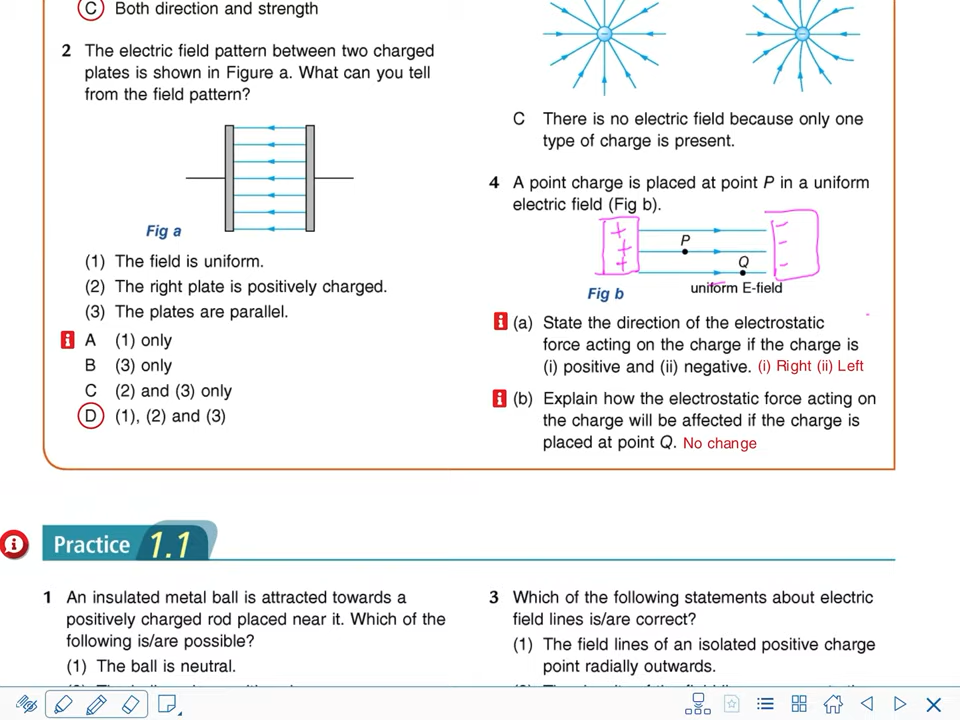 C Both direction and strength
2 The electric field pattern between two charged
plates is shown in Figure a. What can you tell
from the field pattern?
Fig a
(1) The field is uniform.
(2) The right plate is positively charged.
(3) The plates are parallel.
A (1) only
B (3) only
C (2) and (3) only
D (1), (2) and (3)
C There is no electric field because only one
type of charge is present.
4 A point charge is placed at point P in a uniform
electric field (Fig b).
+
+
+
P
Q
−
−
−
uniform E-field
Fig b
(a) State the direction of the electrostatic
force acting on the charge if the charge is
(i) positive and (ii) negative. (i) Right (ii) Left
(b) Explain how the electrostatic force acting on
the charge will be affected if the charge is
placed at point Q. No change
Practice 1.1
1 An insulated metal ball is attracted towards a
positively charged rod placed near it. Which of the
following is/are possible?
(1) The ball is neutral.
3 Which of the following statements about electric
field lines is/are correct?
(1) The field lines of an isolated positive charge
point radially outwards.